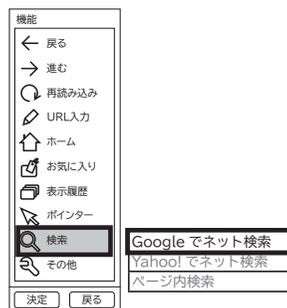 機能
戻る
進む
再読み込み
URL入力
ホーム
お気に入り
表示履歴
ポインター
検索
その他
Google でネット検索
Yahoo! でネット検索
ページ内検索
決定 戻る